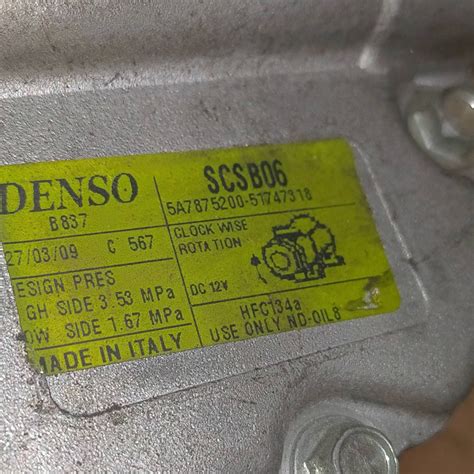 DENSO
B837
27/03/09 C 567
ESIGN PRES
GH SIDE 3.53 MPa
OW SIDE 1.67 MPa
MADE IN ITALY
SCSB06
5A7875200-51747318
CLOCK WISE
ROTATION
DC 12V
HFC134a
USE ONLY ND-OIL8